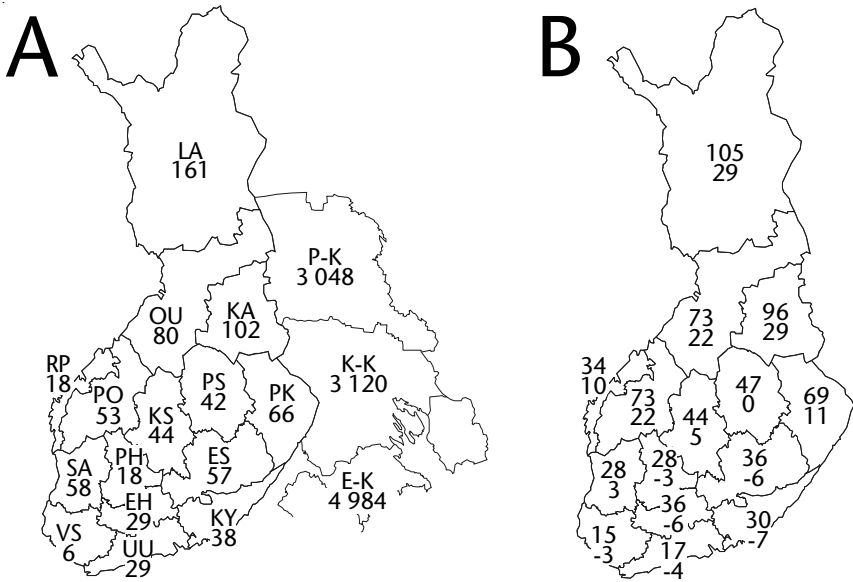 A
B
LA
161
P-K
3 048
OU
80
KA
102
RP
18
K-K
3 120
PO
53
KS
44
PS
42
PK
66
SA
58
PH
18
ES
57
E-K
4 984
EH
29
KY
38
VS
6
UU
29
105
29
73
22
96
29
34
10
73
22
44
5
47
0
69
11
28
3
28
-3
36
-6
36
-6
30
-7
15
-3
17
-4